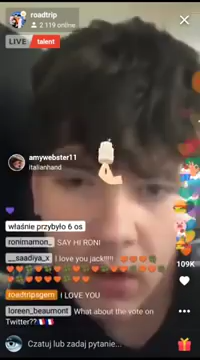 roadtrip
2 119 online
LIVE talent
amywebster11
italianhand
właśnie przybyło 6 os
ronimamon_ SAY HI RONI
__saadiya_x I love you jack!!!!!
109K
roadtripsgem I LOVE YOU
loreen_beaumont What about the vote on
Twitter??
Czatuj lub zadaj pytanie...